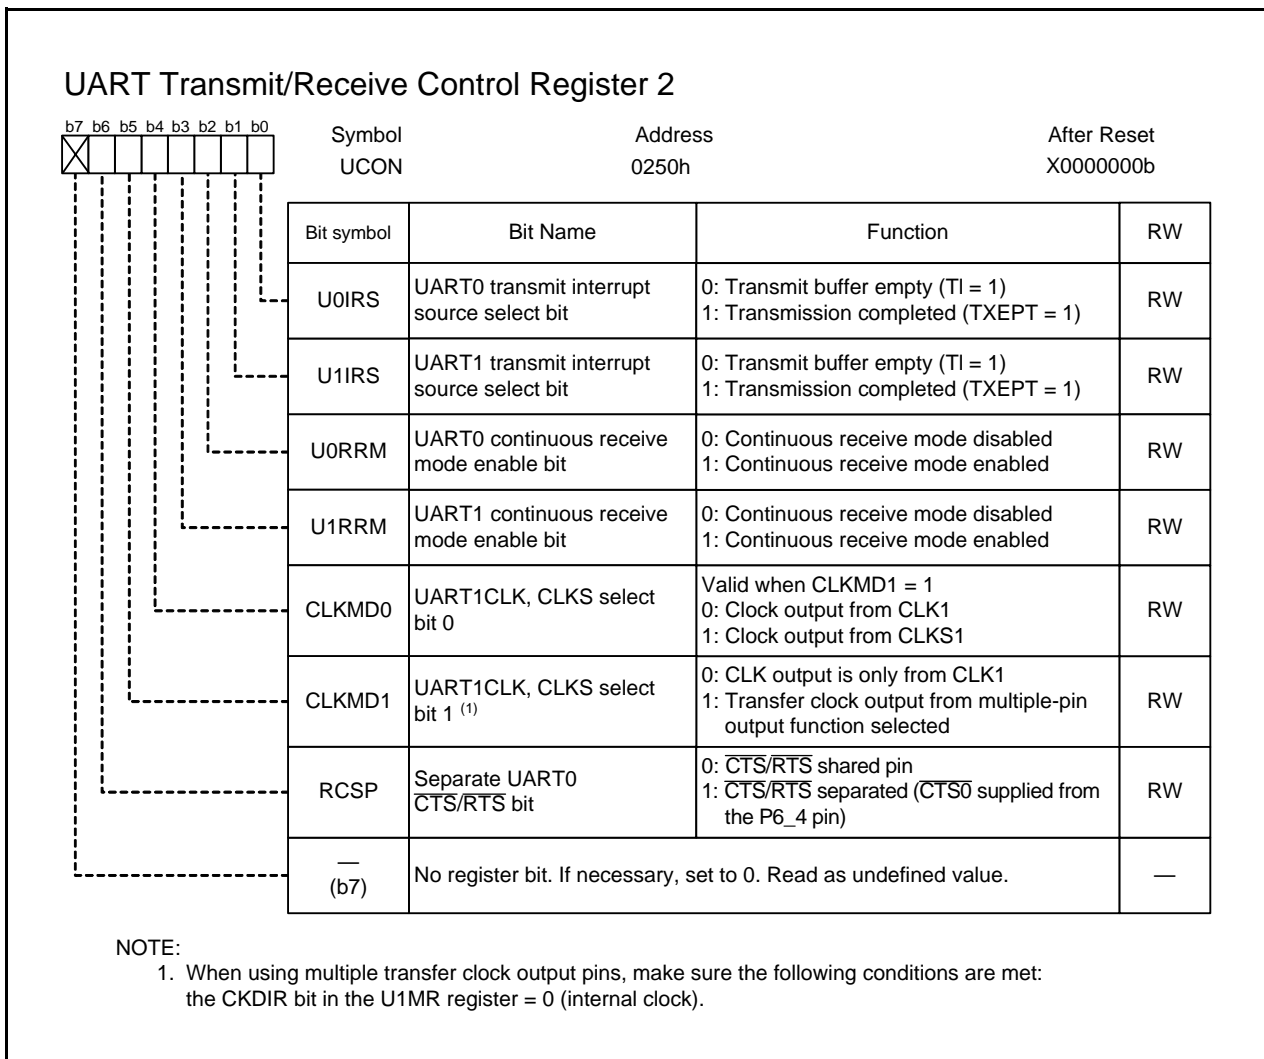 UART Transmit/Receive Control Register 2
b7 b6 b5 b4 b3 b2 b1 b0
Symbol Address After Reset
UCON 0250h X0000000b
Bit symbol Bit Name Function RW
U0IRS UART0 transmit interrupt source select bit 0: Transmit buffer empty (TI = 1) RW
1: Transmission completed (TXEPT = 1)
U1IRS UART1 transmit interrupt source select bit 0: Transmit buffer empty (TI = 1) RW
1: Transmission completed (TXEPT = 1)
U0RRM UART0 continuous receive mode enable bit 0: Continuous receive mode disabled RW
1: Continuous receive mode enabled
U1RRM UART1 continuous receive mode enable bit 0: Continuous receive mode disabled RW
1: Continuous receive mode enabled
CLKMD0 UART1CLK, CLKS select bit 0 Valid when CLKMD1 = 1 RW
0: Clock output from CLK1
1: Clock output from CLKS1
CLKMD1 UART1CLK, CLKS select bit 1 (1) 0: CLK output is only from CLK1 RW
1: Transfer clock output from multiple-pin
output function selected
RCSP Separate UART0 CTS/RTS bit 0: CTS/RTS shared pin RW
1: CTS/RTS separated (CTS0 supplied from
the P6_4 pin)
— (b7) No register bit. If necessary, set to 0. Read as undefined value. —
NOTE:
1. When using multiple transfer clock output pins, make sure the following conditions are met:
the CKDIR bit in the U1MR register = 0 (internal clock).